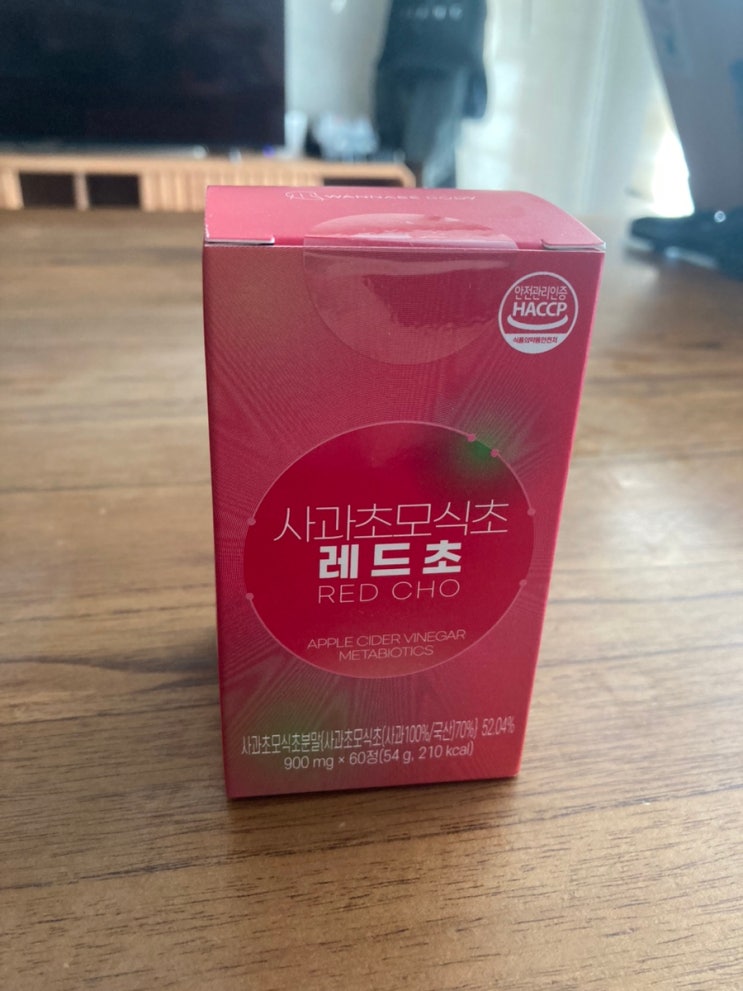 WANNABE BODY
안전관리인증
HACCP
식품의약품안전처
사과초모식초
레드초
RED CHO
APPLE CIDER VINEGAR
METABIOTICS
사과초모식초분말(사과초모식초(사과100%/국산)70%) 52.04%
900 mg × 60정(54 g, 210 kcal)